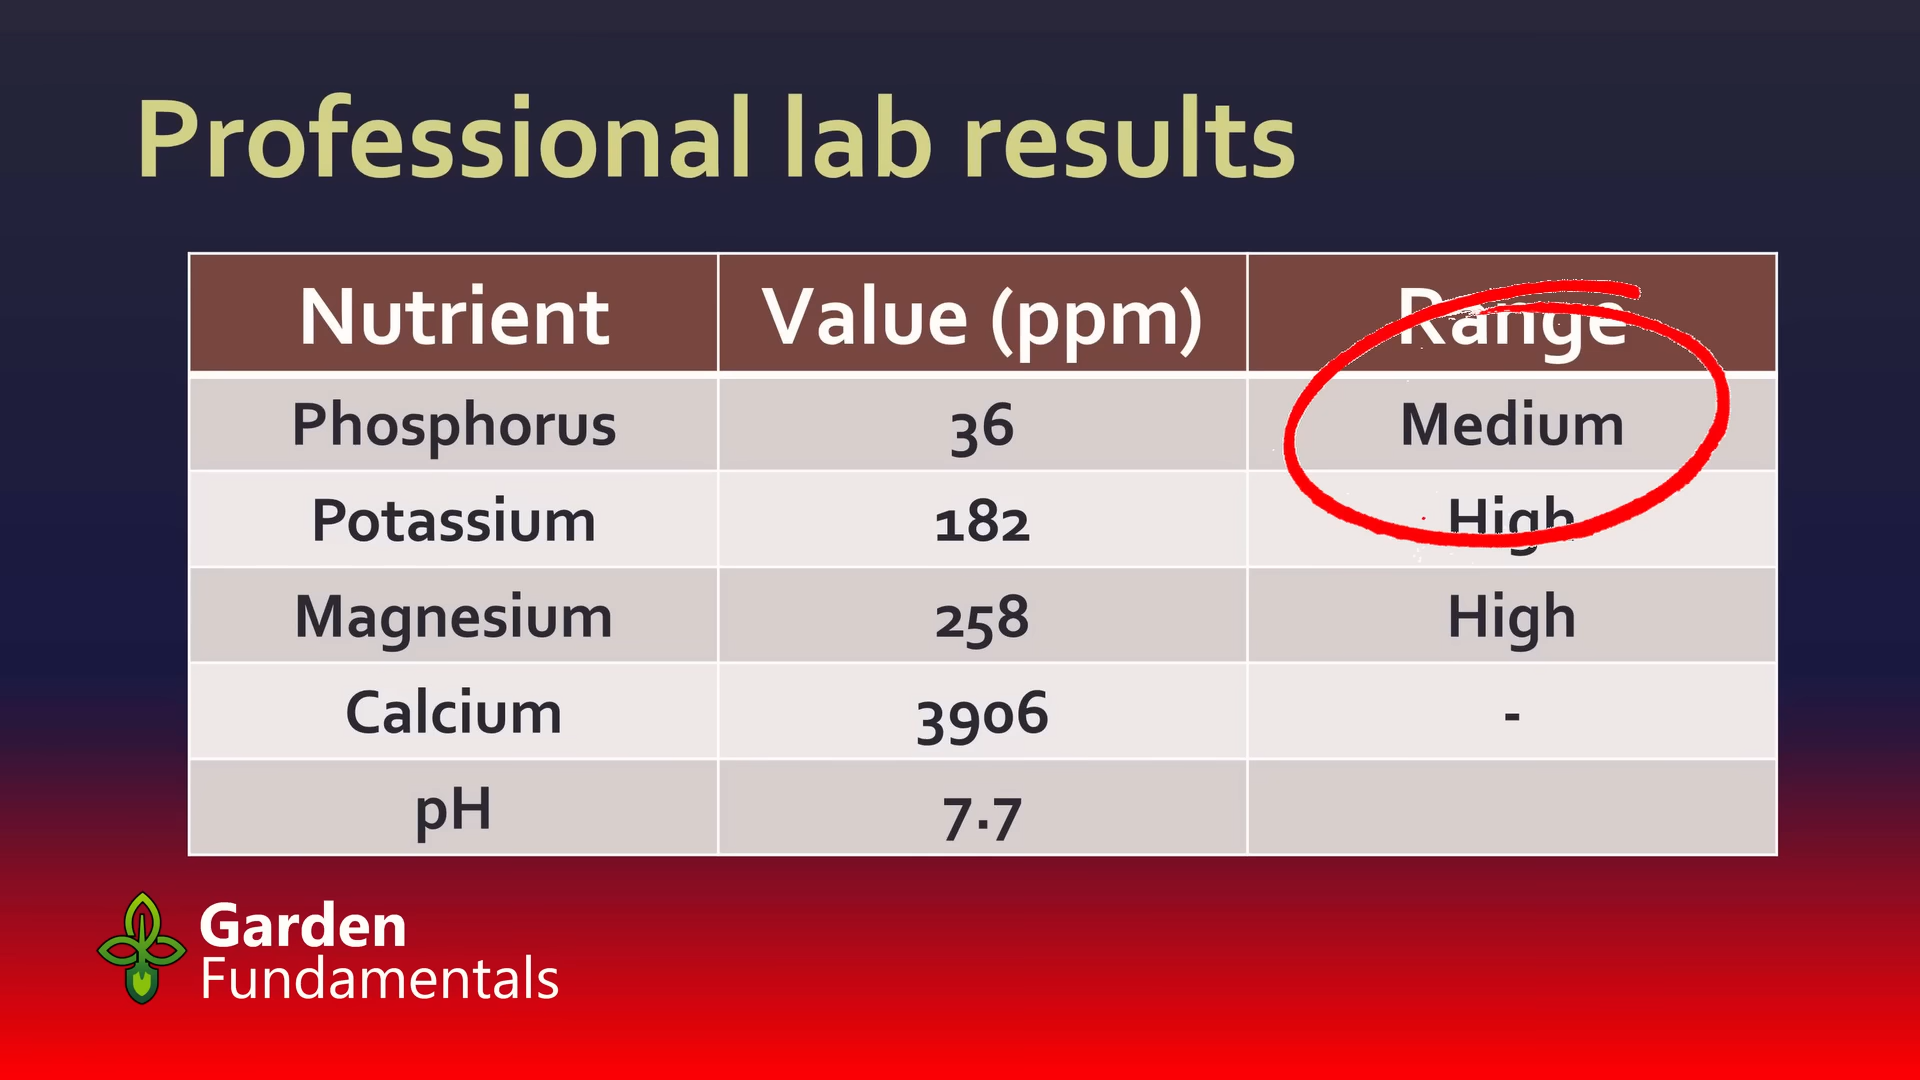 Professional lab results
Nutrient Value (ppm) Range
Phosphorus 36 Medium
Potassium 182 High
Magnesium 258 High
Calcium 3906 -
pH 7.7
Garden
Fundamentals